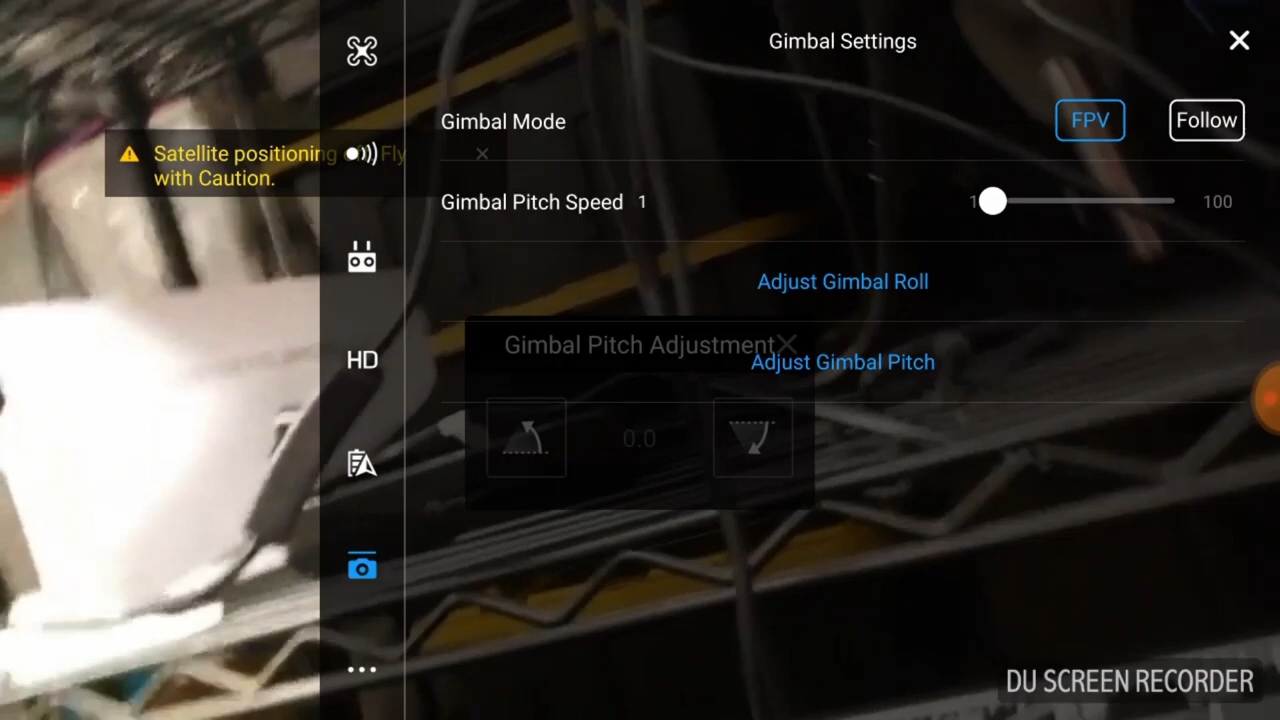 Gimbal Settings
Gimbal Mode
FPV
Follow
Satellite positioning off. Fly
with Caution.
Gimbal Pitch Speed 1
1
100
Adjust Gimbal Roll
Gimbal Pitch Adjustment
Adjust Gimbal Pitch
HD
0.0
DU SCREEN RECORDER